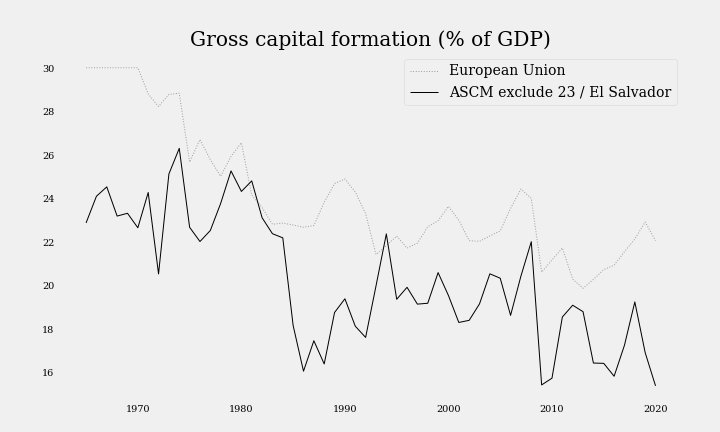 Gross capital formation (% of GDP)
European Union
ASCM exclude 23 / El Salvador
30
28
26
24
22
20
18
16
1970 1980 1990 2000 2010 2020